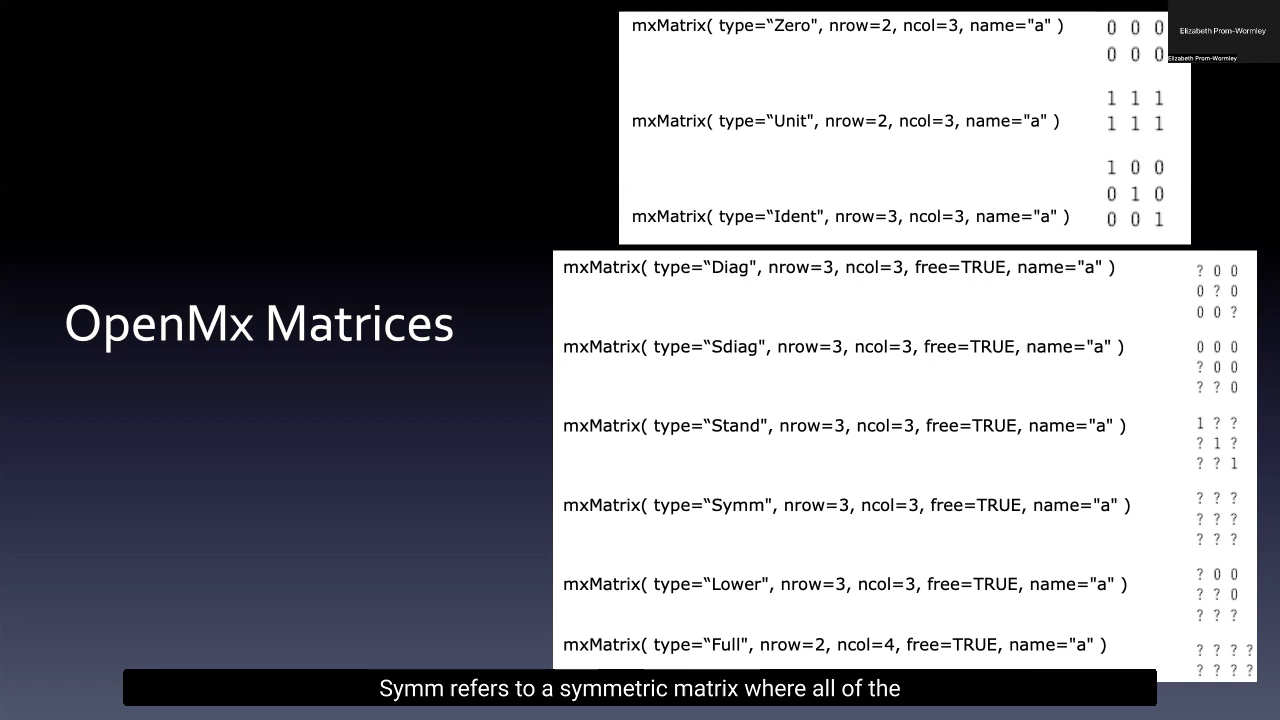 Elizabeth Prom-Wormley
Elizabeth Prom-Wormley
OpenMx Matrices
mxMatrix( type=“Zero", nrow=2, ncol=3, name="a" )
0 0 0
0 0 0
mxMatrix( type=“Unit", nrow=2, ncol=3, name="a" )
1 1 1
1 1 1
mxMatrix( type=“Ident", nrow=3, ncol=3, name="a" )
1 0 0
0 1 0
0 0 1
mxMatrix( type=“Diag", nrow=3, ncol=3, free=TRUE, name="a" )
? 0 0
0 ? 0
0 0 ?
mxMatrix( type=“Sdiag", nrow=3, ncol=3, free=TRUE, name="a" )
0 0 0
? 0 0
? ? 0
mxMatrix( type=“Stand", nrow=3, ncol=3, free=TRUE, name="a" )
1 ? ?
? 1 ?
? ? 1
mxMatrix( type=“Symm", nrow=3, ncol=3, free=TRUE, name="a" )
? ? ?
? ? ?
? ? ?
mxMatrix( type=“Lower", nrow=3, ncol=3, free=TRUE, name="a" )
? 0 0
? ? 0
? ? ?
mxMatrix( type=“Full", nrow=2, ncol=4, free=TRUE, name="a" )
? ? ? ?
? ? ? ?
Symm refers to a symmetric matrix where all of the